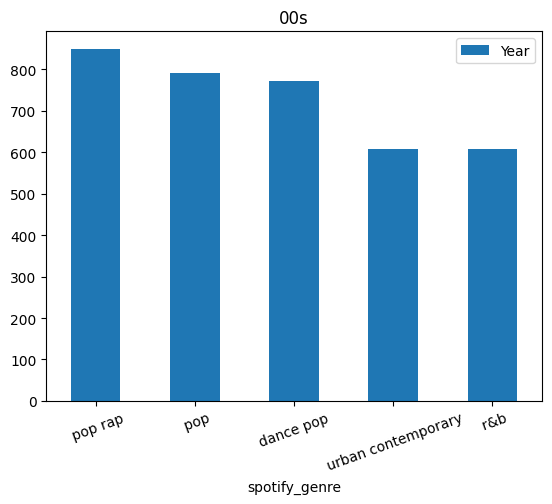 00s
Year
800
700
600
500
400
300
200
100
0
pop rap
pop
dance pop
urban contemporary
r&b
spotify_genre